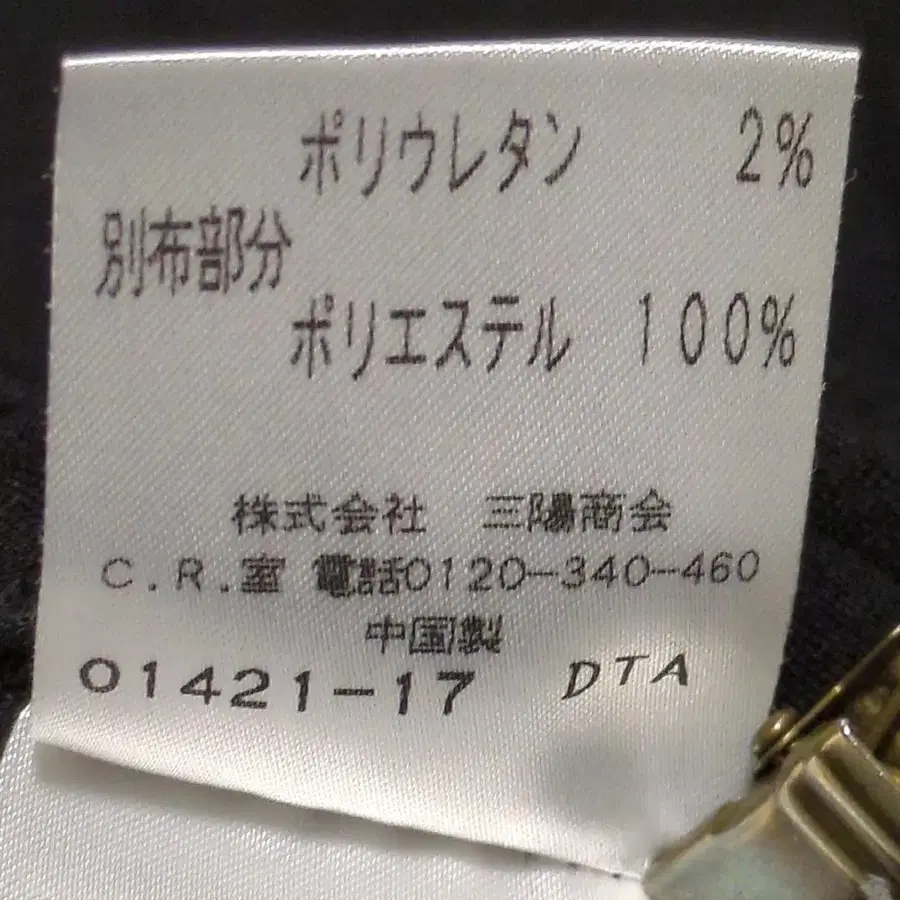 ポリウレタン 2%
別布部分
ポリエステル 100%
株式会社 三陽商会
C.R.室 電話0120-340-460
中国製
01421-17 DTA